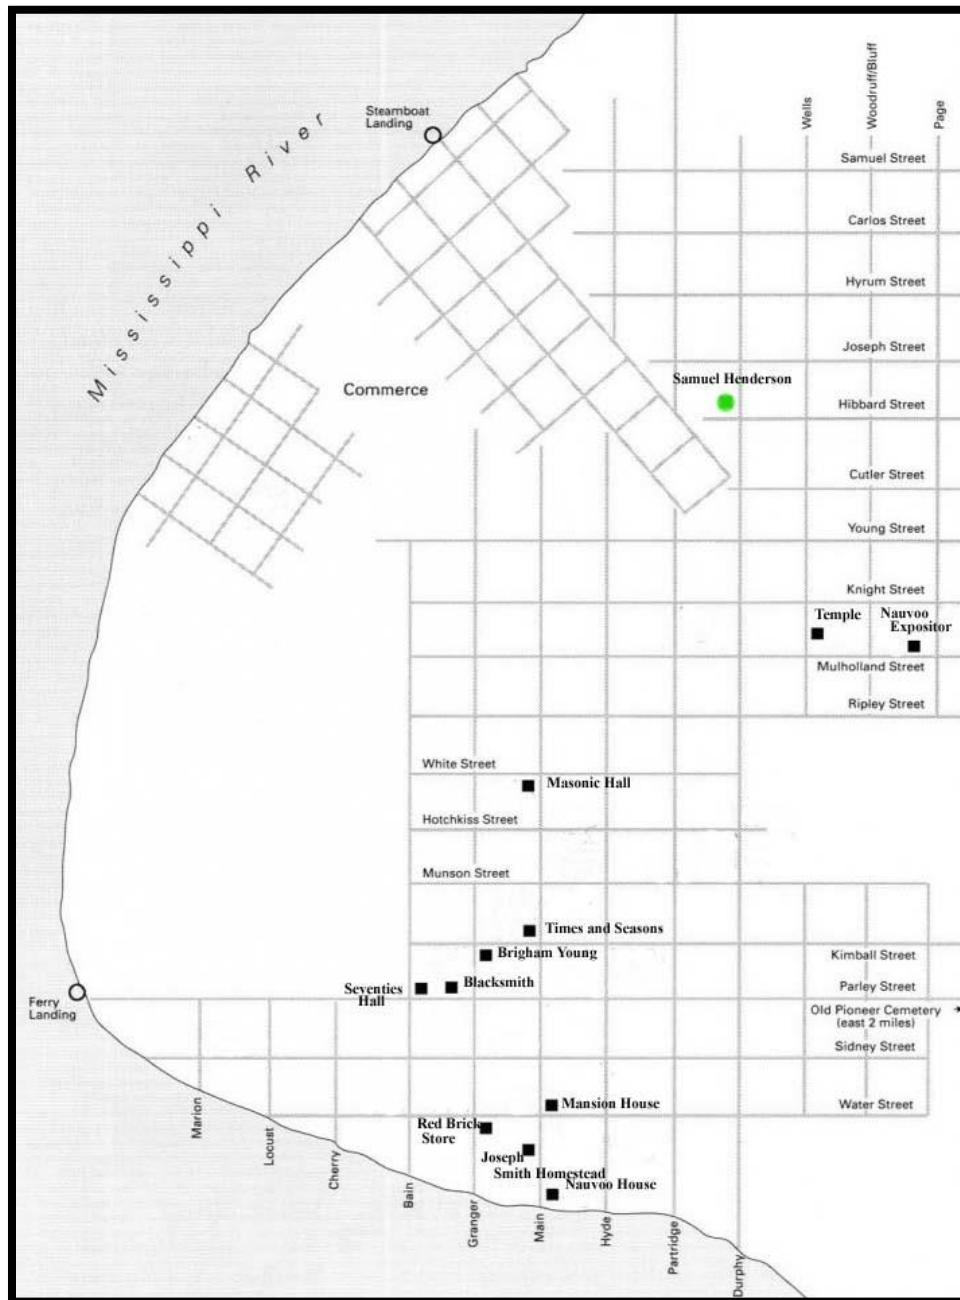 Steamboat
Landing
Mississippi River
Wells
Woodruff/Bluff
Page
Samuel Street
Carlos Street
Hyrum Street
Joseph Street
Samuel Henderson
Commerce
Hibbard Street
Cutler Street
Young Street
Knight Street
Temple
Nauvoo
Expositor
Mulholland Street
Ripley Street
White Street
Masonic Hall
Hotchkiss Street
Munson Street
Times and Seasons
Brigham Young
Kimball Street
Seventies
Hall
Blacksmith
Parley Street
Ferry
Landing
Old Pioneer Cemetery
(east 2 miles)
Sidney Street
Mansion House
Water Street
Red Brick
Store
Joseph
Smith Homestead
Nauvoo House
Marion
Locust
Cherry
Bain
Granger
Main
Hyde
Partridge
Durphy